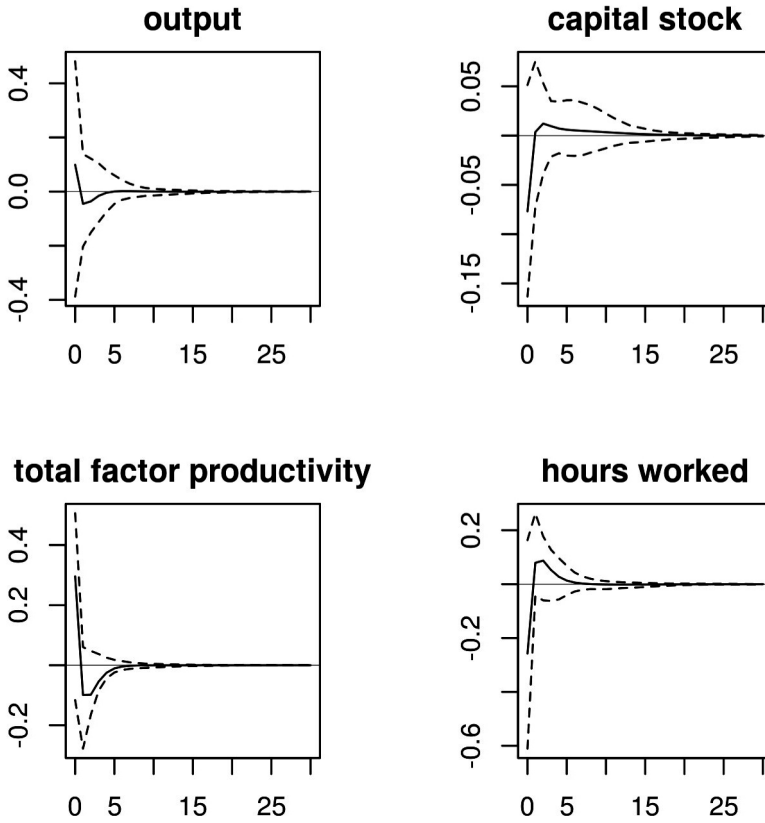 output
0.4
0.0
-0.4
0 5 15 25
capital stock
0.05
-0.05
-0.15
0 5 15 25
total factor productivity
0.4
0.2
-0.2
0 5 15 25
hours worked
0.2
-0.2
-0.6
0 5 15 25